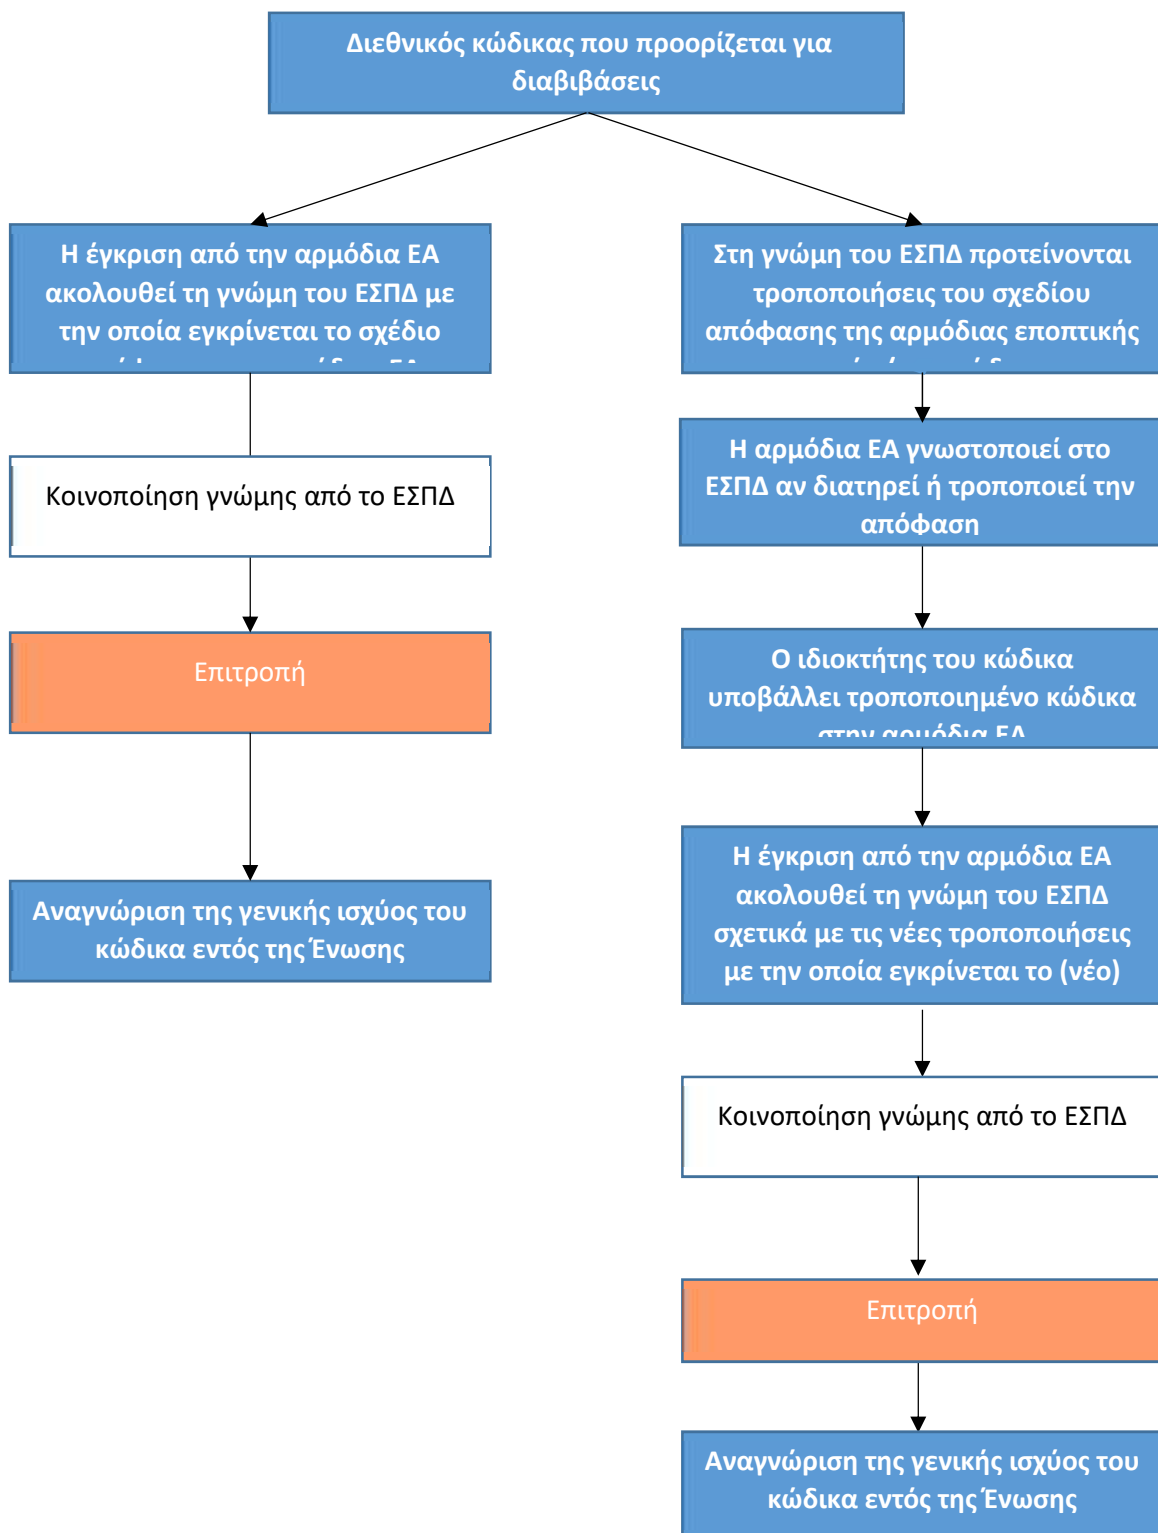 Διεθνικός κώδικας που προορίζεται για
διαβιβάσεις
Η έγκριση από την αρμόδια ΕΑ
ακολουθεί τη γνώμη του ΕΣΠΔ με
την οποία εγκρίνεται το σχέδιο
Κοινοποίηση γνώμης από το ΕΣΠΔ
Επιτροπή
Αναγνώριση της γενικής ισχύος του
κώδικα εντός της Ένωσης
Στη γνώμη του ΕΣΠΔ προτείνονται
τροποποιήσεις του σχεδίου
απόφασης της αρμόδιας εποπτικής
Η αρμόδια ΕΑ γνωστοποιεί στο
ΕΣΠΔ αν διατηρεί ή τροποποιεί την
απόφαση
Ο ιδιοκτήτης του κώδικα
υποβάλλει τροποποιημένο κώδικα
στην αρμόδια ΕΑ
Η έγκριση από την αρμόδια ΕΑ
ακολουθεί τη γνώμη του ΕΣΠΔ
σχετικά με τις νέες τροποποιήσεις
με την οποία εγκρίνεται το (νέο)
Κοινοποίηση γνώμης από το ΕΣΠΔ
Επιτροπή
Αναγνώριση της γενικής ισχύος του
κώδικα εντός της Ένωσης